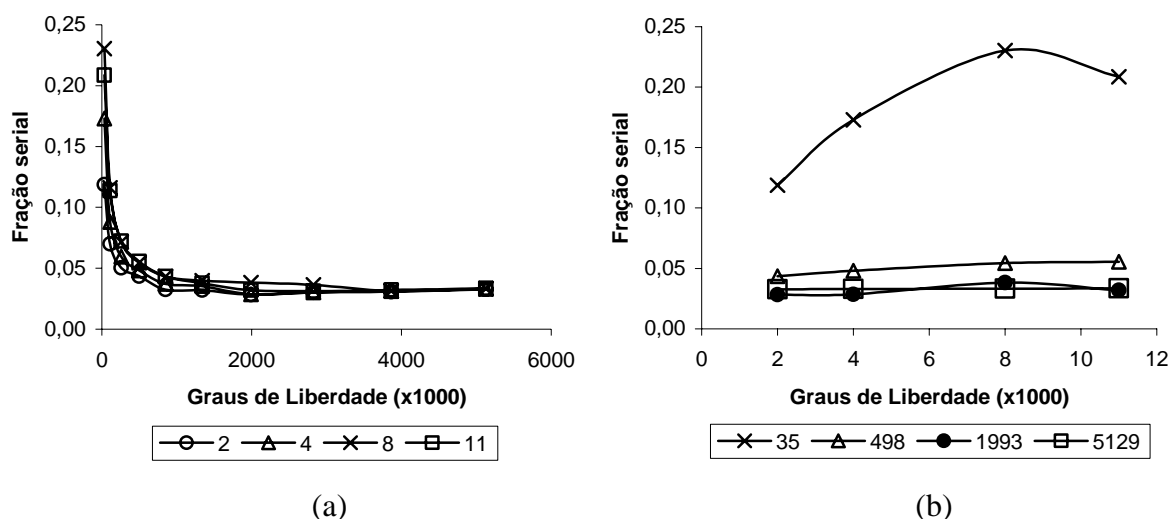 0,25
0,20
0,15
0,10
0,05
0,00
Fração serial
0 2000 4000 6000
Graus de Liberdade (x1000)
2 4 8 11
(a)
0,25
0,20
0,15
0,10
0,05
0,00
Fração serial
0 2 4 6 8 10 12
Graus de Liberdade (x1000)
35 498 1993 5129
(b)